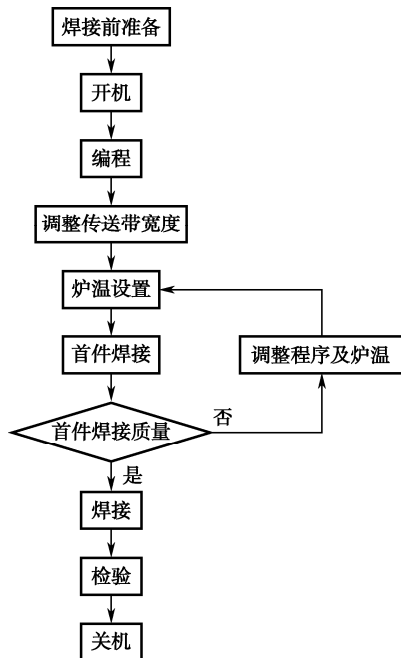 焊接前准备
开机
编程
调整传送带宽度
炉温设置
首件焊接
调整程序及炉温
首件焊接质量
否
是
焊接
检验
关机